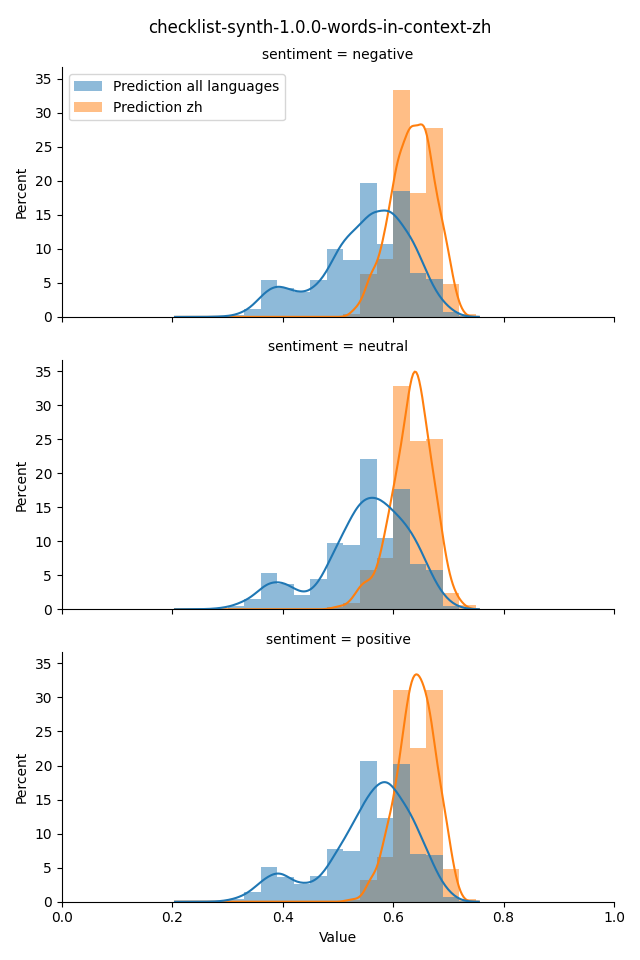 checklist-synth-1.0.0-words-in-context-zh
sentiment = negative
Prediction all languages
Prediction zh
35
30
25
20
15
10
5
0
Percent
sentiment = neutral
35
30
25
20
15
10
5
0
Percent
sentiment = positive
35
30
25
20
15
10
5
0
Percent
0.0 0.2 0.4 0.6 0.8 1.0
Value